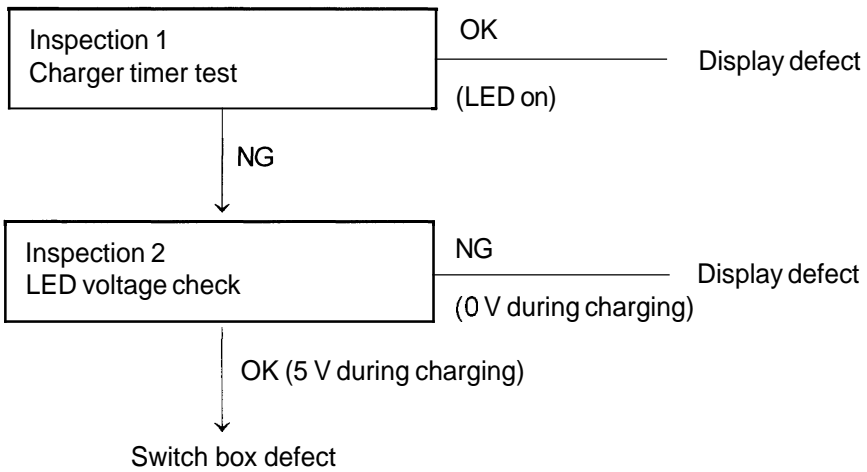 Inspection 1
Charger timer test
OK
(LED on)
Display defect
NG
Inspection 2
LED voltage check
NG
(0 V during charging)
Display defect
OK (5 V during charging)
Switch box defect